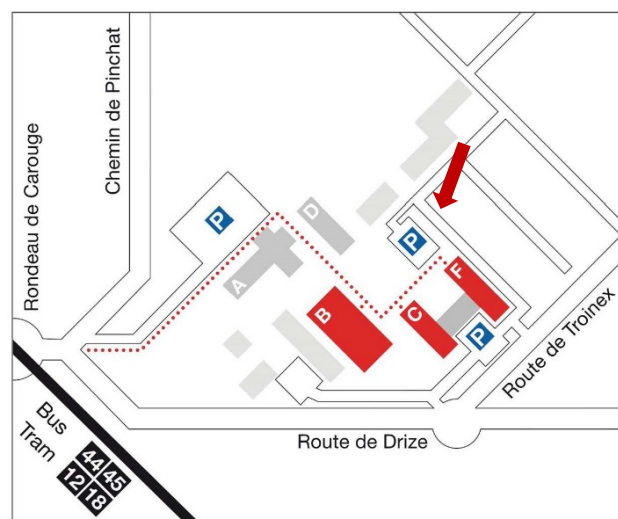 Rondeau de Carouge
Chemin de Pinchat
P
D
P
A
F
B
C
P
Route de Troinex
Route de Drize
Bus
Tram
44 45
12 18